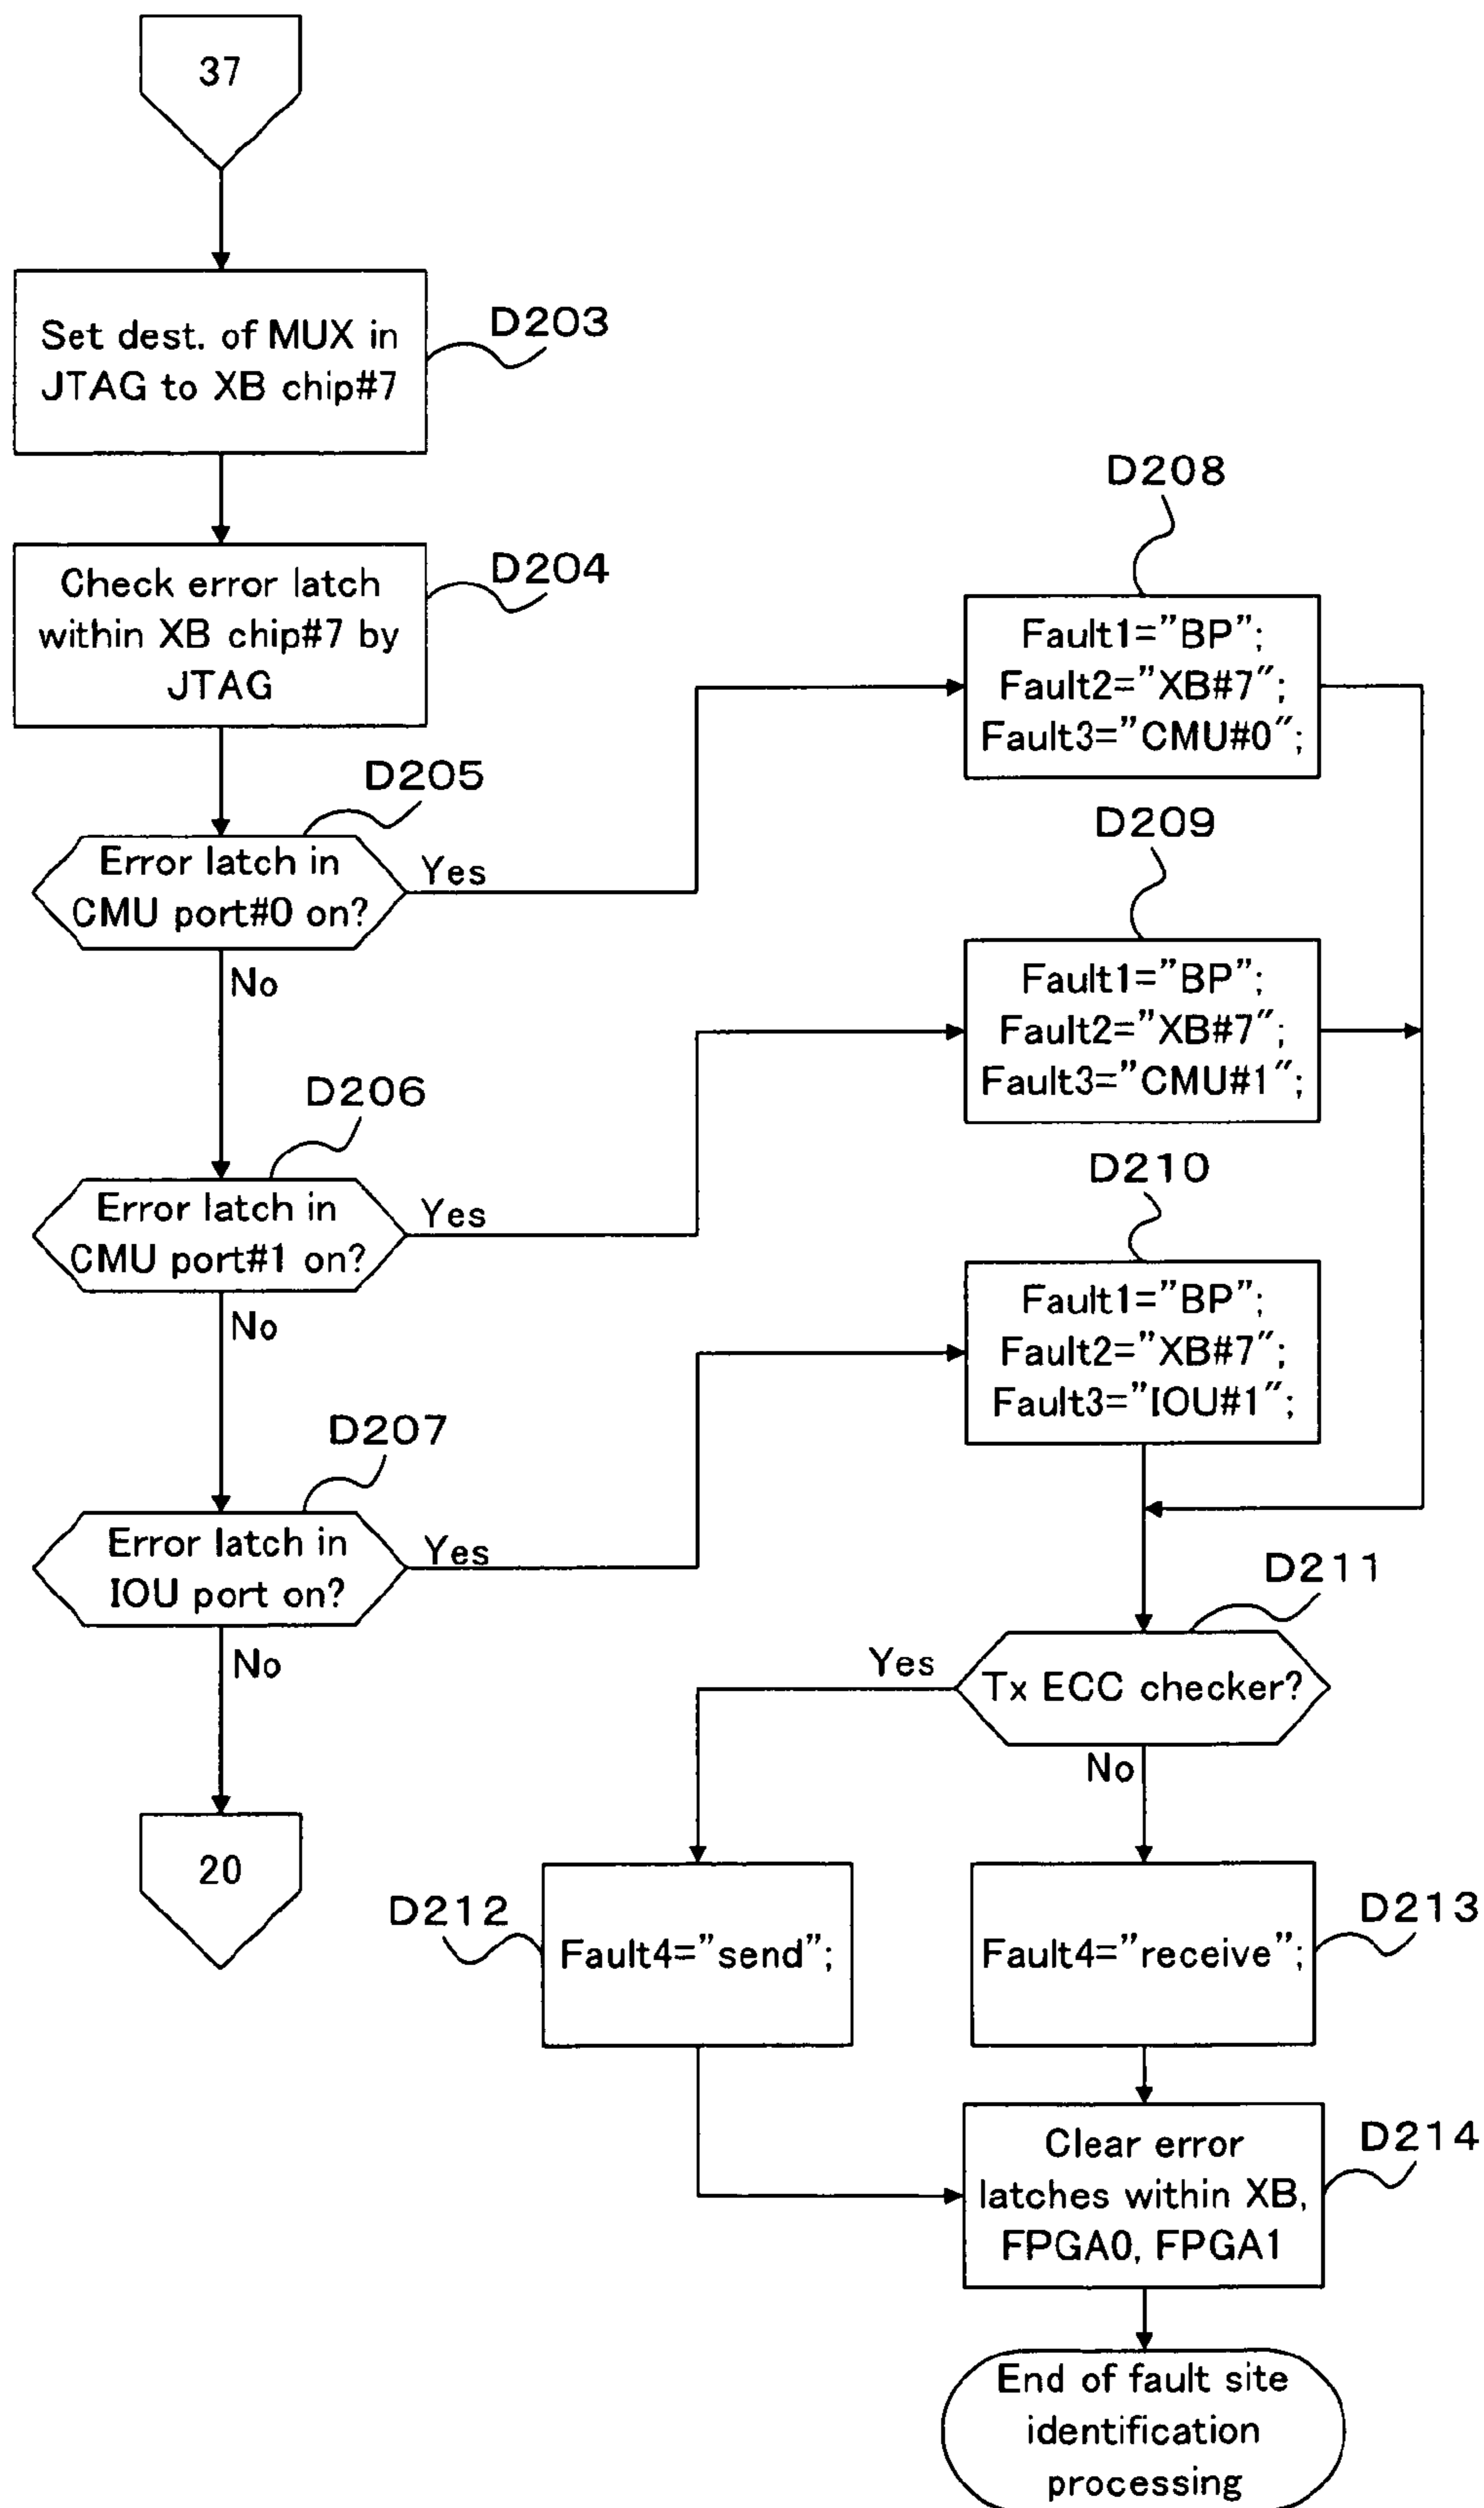 37
Set dest. of MUX in
JTAG to XB chip#7
D203
Check error latch
within XB chip#7 by
JTAG
D204
D205
Error latch in
CMU port#0 on?
Yes
No
D208
Fault1="BP";
Fault2="XB#7";
Fault3="CMU#0";
D206
Error latch in
CMU port#1 on?
Yes
No
D209
Fault1="BP";
Fault2="XB#7";
Fault3="CMU#1";
D207
Error latch in
IOU port on?
Yes
No
D210
Fault1="BP";
Fault2="XB#7";
Fault3="IOU#1";
20
D211
Tx ECC checker?
Yes
No
D212
Fault4="send";
D213
Fault4="receive";
D214
Clear error
latches within XB,
FPGA0, FPGA1
End of fault site
identification
processing